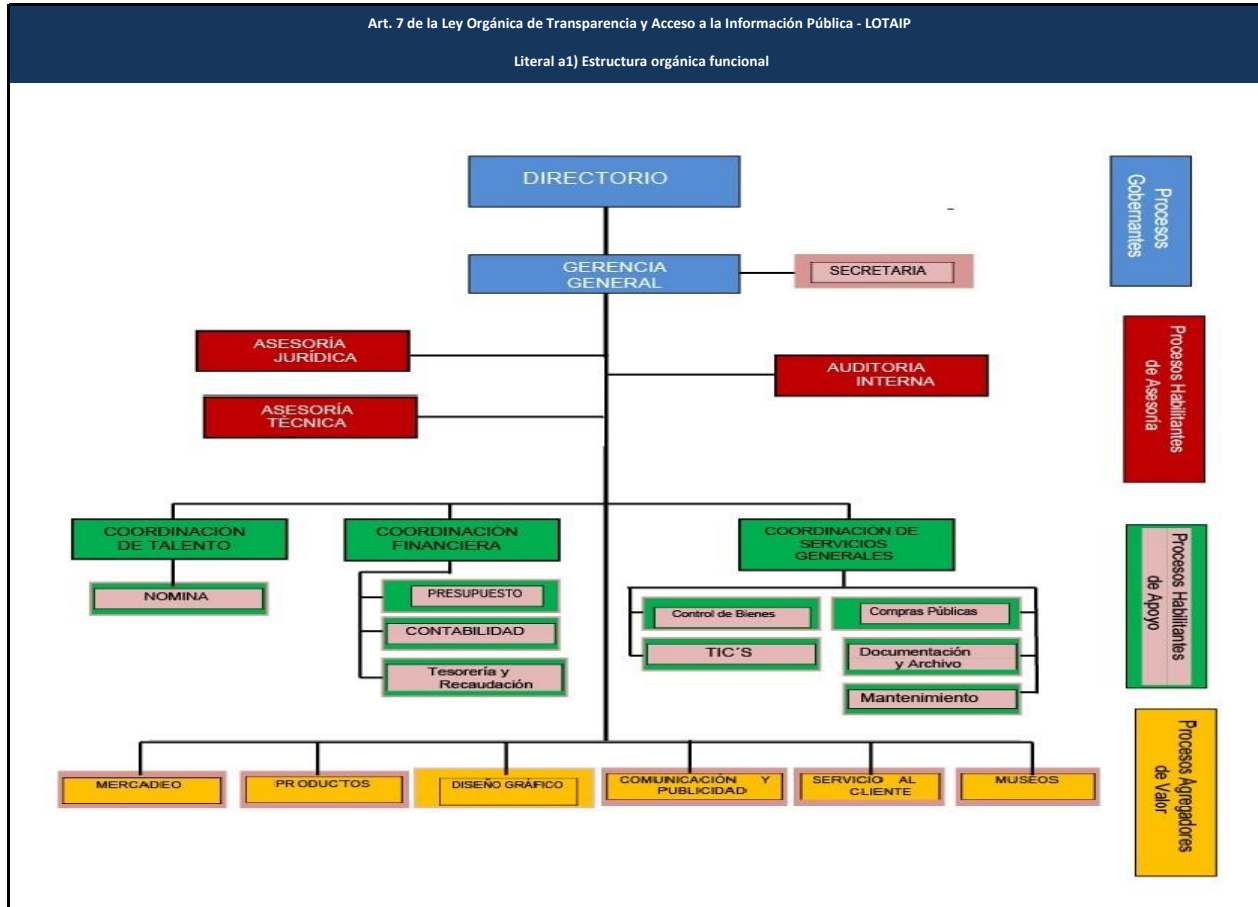 Art. 7 de la Ley Orgánica de Transparencia y Acceso a la Información Pública - LOTAIP
Literal a1) Estructura orgánica funcional
DIRECTORIO
Procesos
Gobernantes
GERENCIA
GENERAL
SECRETARIA
ASESORÍA
JURÍDICA
AUDITORIA
INTERNA
ASESORÍA
TÈCNICA
Procesos Habilitantes
de Asesoría
COORDINACIÓN
DE TALENTO
COORDINACIÓN
FINANCIERA
COORDINACIÓN DE
SERVICIOS
GENERALES
Procesos Habilitantes
de Apoyo
NOMINA
PRESUPUESTO
CONTABILIDAD
Tesorería y
Recaudación
Control de Bienes
TIC´S
Compras Públicas
Documentación
y Archivo
Mantenimiento
MERCADEO
PRODUCTOS
DISEÑO GRÁFICO
COMUNICACIÓN Y
PUBLICIDAD
SERVICIO AL
CLIENTE
MUSEOS
Procesos Agregadores
de Valor